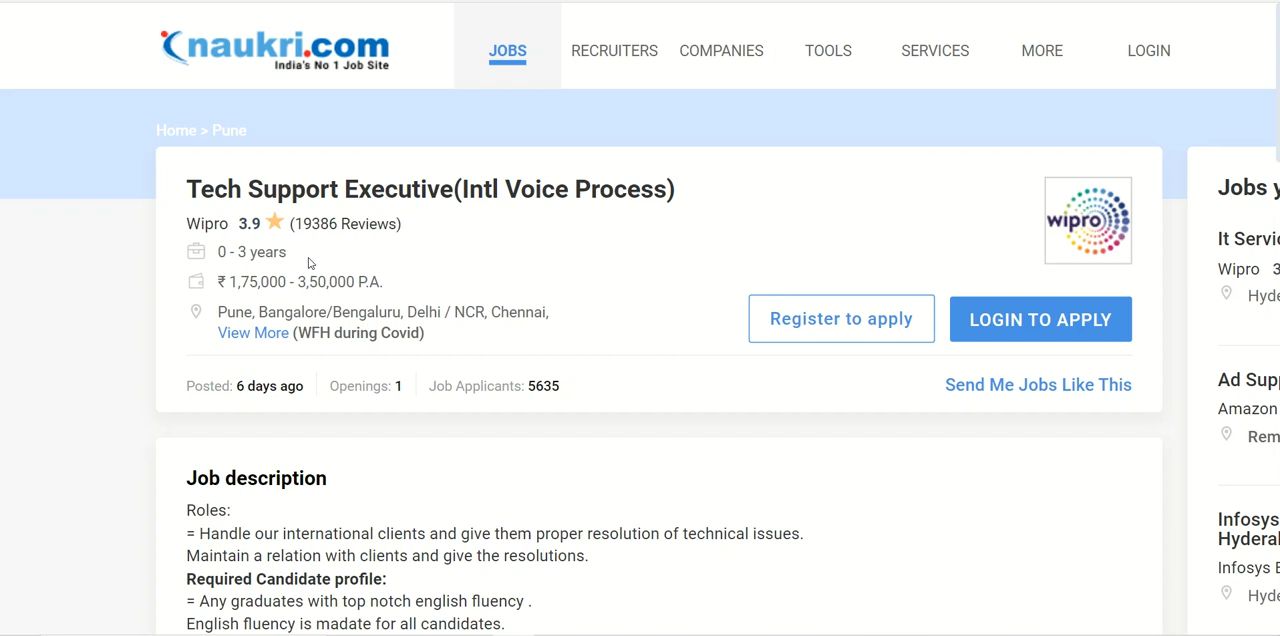 naukri.com
India's No 1 Job Site
JOBS RECRUITERS COMPANIES TOOLS SERVICES MORE LOGIN
Home > Pune
Tech Support Executive(Intl Voice Process)
Wipro 3.9 (19386 Reviews)
0 - 3 years
₹ 1,75,000 - 3,50,000 P.A.
Pune, Bangalore/Bengaluru, Delhi / NCR, Chennai,
View More (WFH during Covid)
wipro
Register to apply LOGIN TO APPLY
Posted: 6 days ago Openings: 1 Job Applicants: 5635
Send Me Jobs Like This
Job description
Roles:
= Handle our international clients and give them proper resolution of technical issues.
Maintain a relation with clients and give the resolutions.
Required Candidate profile:
= Any graduates with top notch english fluency .
English fluency is madate for all candidates.
Jobs y
It Servic
Wipro 3
Hyde
Ad Supp
Amazon
Rem
Infosys
Hyderal
Infosys B
Hyde